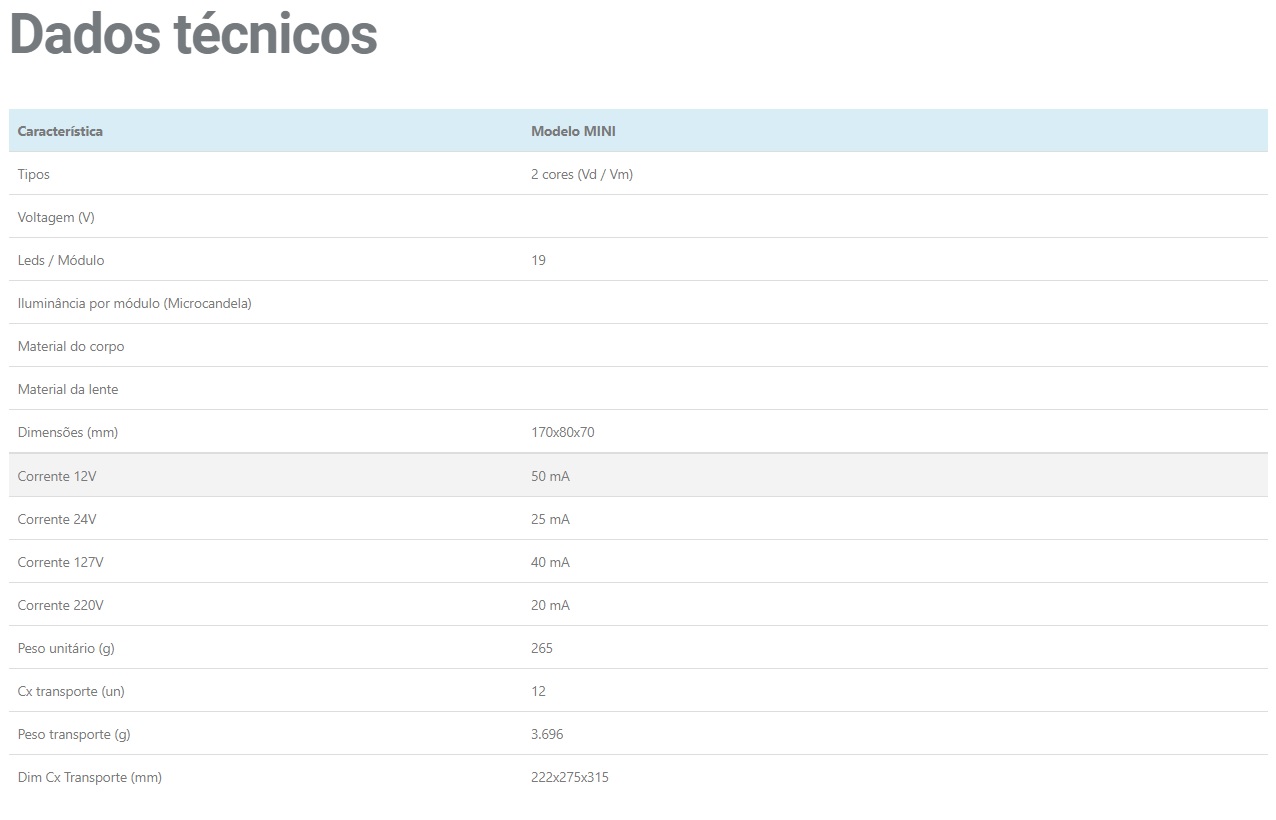 Dados técnicos
Característica Modelo MINI
Tipos 2 cores (Vd / Vm)
Voltagem (V)
Leds / Módulo 19
Iluminância por módulo (Microcandela)
Material do corpo
Material da lente
Dimensões (mm) 170x80x70
Corrente 12V 50 mA
Corrente 24V 25 mA
Corrente 127V 40 mA
Corrente 220V 20 mA
Peso unitário (g) 265
Cx transporte (un) 12
Peso transporte (g) 3.696
Dim Cx Transporte (mm) 222x275x315